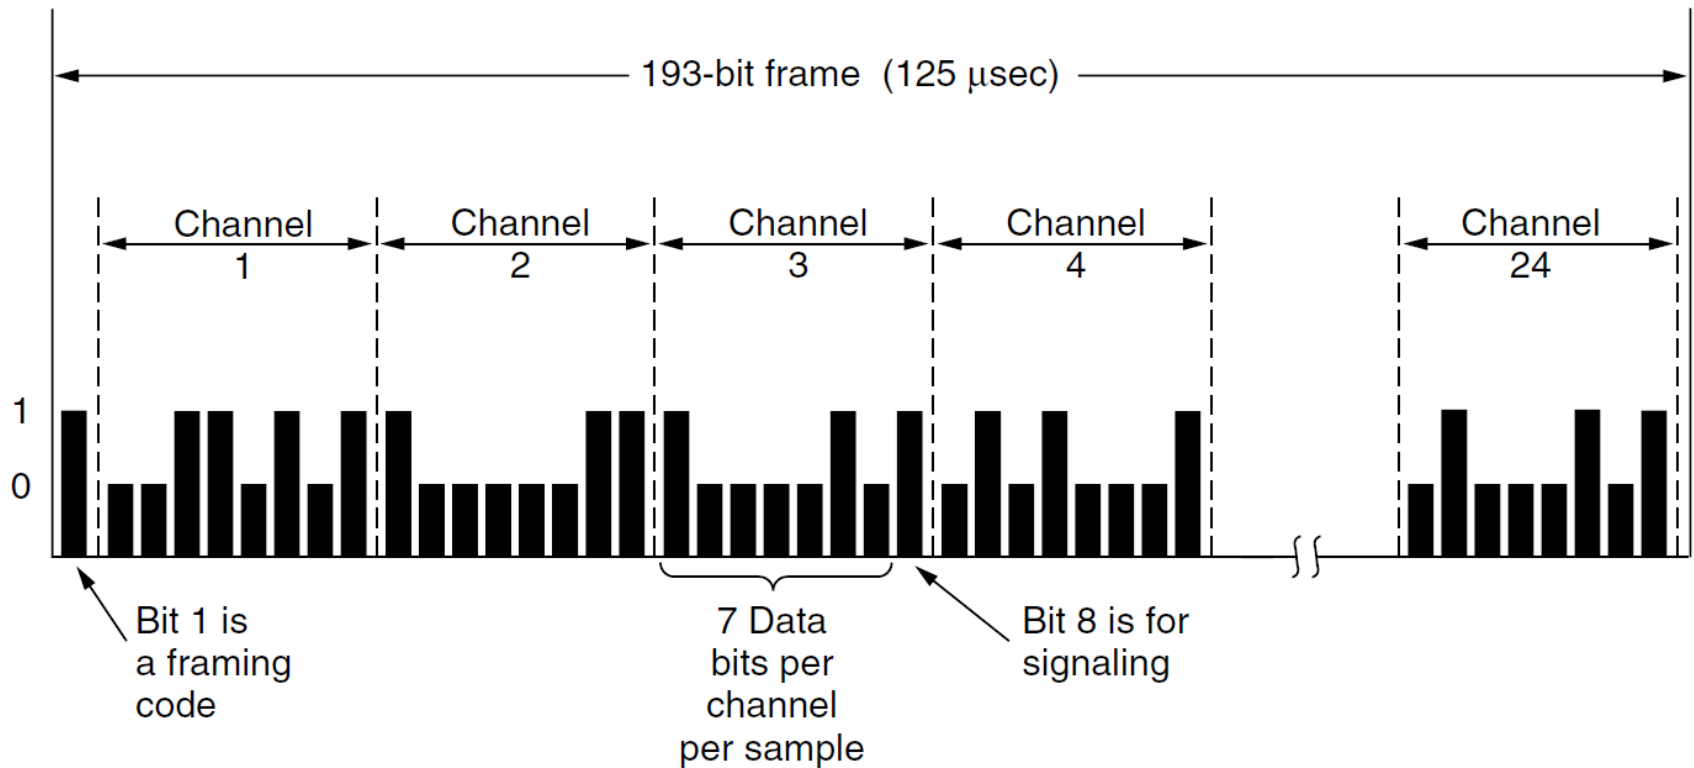 193-bit frame (125 μsec)
Channel
1
Channel
2
Channel
3
Channel
4
Channel
24
1
0
Bit 1 is
a framing
code
7 Data
bits per
channel
per sample
Bit 8 is for
signaling